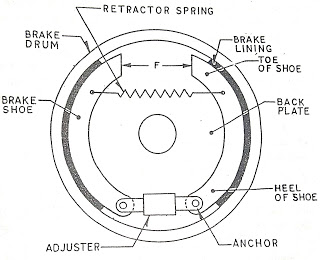 RETRACTOR SPRING
BRAKE
DRUM
BRAKE
LINING
TOE
OF SHOE
F
BRAKE
SHOE
BACK
PLATE
HEEL
OF SHOE
ADJUSTER
ANCHOR